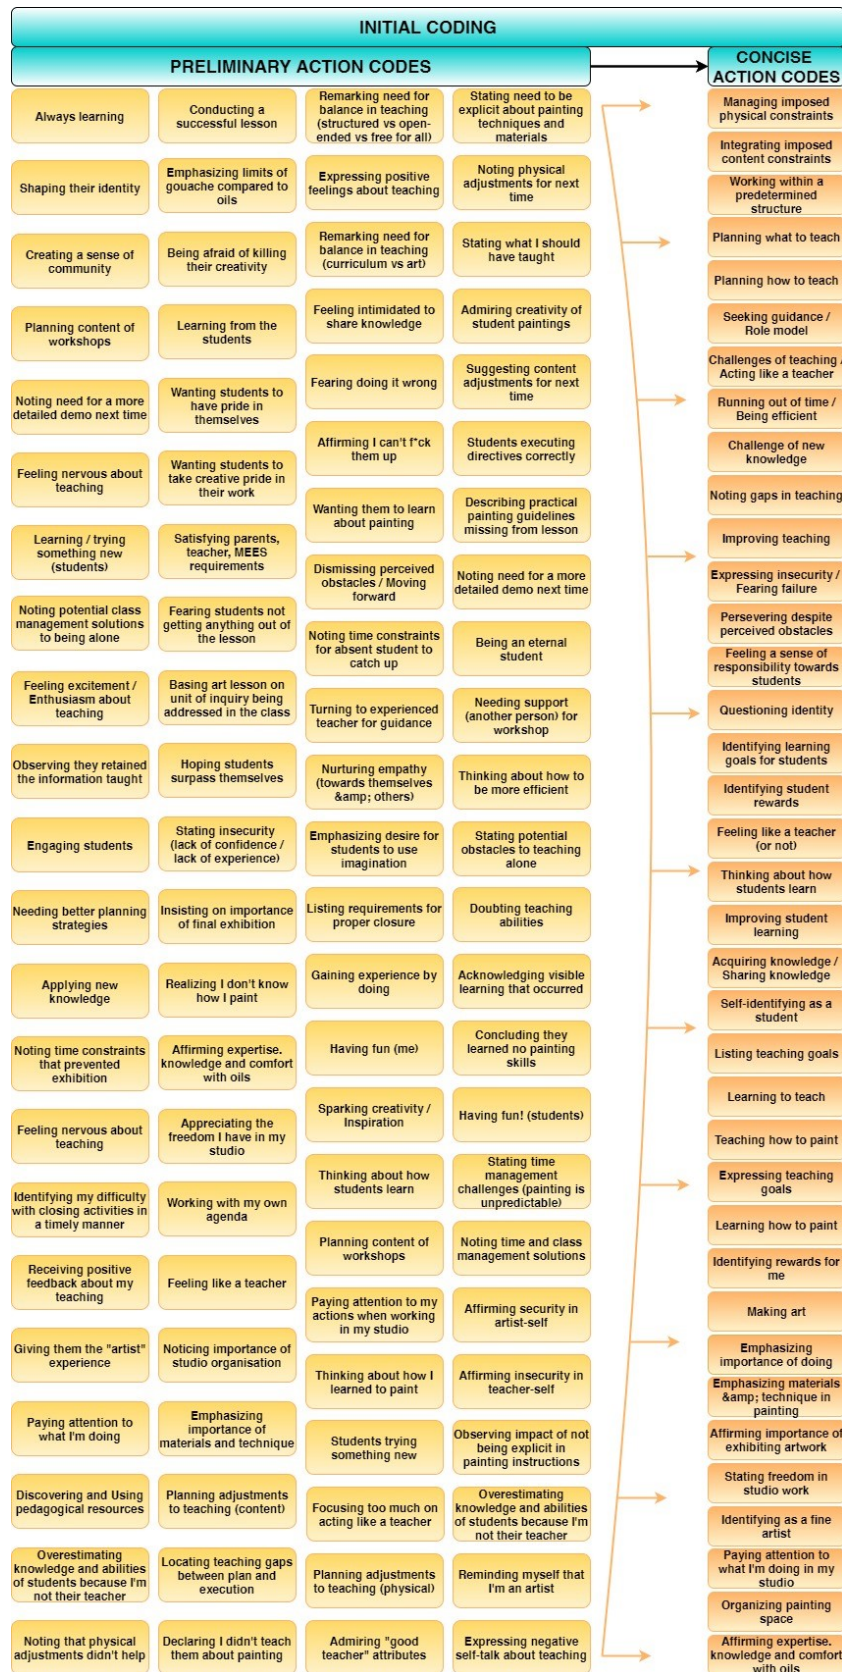 INITIAL CODING
PRELIMINARY ACTION CODES
CONCISE
ACTION CODES
Always learning
Shaping their identity
Creating a sense of
community
Planning content of
workshops
Noting need for a more
detailed demo next time
Feeling nervous about
teaching
Learning / trying
something new
(students)
Noting potential class
management solutions
to being alone
Feeling excitement /
Enthusiasm about
teaching
Observing they retained
the information taught
Engaging students
Needing better planning
strategies
Applying new
knowledge
Noting time constraints
that prevented
exhibition
Feeling nervous about
teaching
Identifying my difficulty
with closing activities in
a timely manner
Receiving positive
feedback about my
teaching
Giving them the "artist"
experience
Paying attention to
what I'm doing
Discovering and Using
pedagogical resources
Overestimating
knowledge and abilities
of students because I'm
not their teacher
Noting that physical
adjustments didn't help
Conducting a
successful lesson
Emphasizing limits of
gouache compared to
oils
Being afraid of killing
their creativity
Learning from the
students
Wanting students to
have pride in
themselves
Wanting students to
take creative pride in
their work
Satisfying parents,
teacher, MEES
requirements
Fearing students not
getting anything out of
the lesson
Basing art lesson on
unit of inquiry being
addressed in the class
Hoping students
surpass themselves
Stating insecurity
(lack of confidence /
lack of experience)
Insisting on importance
of final exhibition
Realizing I don't know
how I paint
Affirming expertise.
knowledge and comfort
with oils
Appreciating the
freedom I have in my
studio
Working with my own
agenda
Feeling like a teacher
Noticing importance of
studio organisation
Emphasizing
importance of
materials and technique
Planning adjustments
to teaching (content)
Locating teaching gaps
between plan and
execution
Declaring I didn't teach
them about painting
Remarking need for
balance in teaching
(structured vs open-
ended vs free for all)
Expressing positive
feelings about teaching
Remarking need for
balance in teaching
(curriculum vs art)
Feeling intimidated to
share knowledge
Fearing doing it wrong
Affirming I can't f*ck
them up
Wanting them to learn
about painting
Dismissing perceived
obstacles / Moving
forward
Noting time constraints
for absent student to
catch up
Turning to experienced
teacher for guidance
Nurturing empathy
(towards themselves
&amp; others)
Emphasizing desire for
students to use
imagination
Listing requirements for
proper closure
Gaining experience by
doing
Having fun (me)
Sparking creativity /
Inspiration
Thinking about how
students learn
Planning content of
workshops
Paying attention to my
actions when working
in my studio
Thinking about how I
learned to paint
Students trying
something new
Focusing too much on
acting like a teacher
Planning adjustments
to teaching (physical)
Admiring "good
teacher" attributes
Stating need to be
explicit about painting
techniques and
materials
Noting physical
adjustments for next
time
Stating what I should
have taught
Admiring creativity of
student paintings
Suggesting content
adjustments for next
time
Students executing
directives correctly
Describing practical
painting guidelines
missing from lesson
Noting need for a more
detailed demo next time
Being an eternal
student
Needing support
(another person) for
workshop
Thinking about how to
be more efficient
Stating potential
obstacles to teaching
alone
Doubting teaching
abilities
Acknowledging visible
learning that occurred
Concluding they
learned no painting
skills
Having fun! (students)
Stating time
management
challenges (painting is
unpredictable)
Noting time and class
management solutions
Affirming security in
artist-self
Affirming insecurity in
teacher-self
Observing impact of not
being explicit in
painting instructions
Overestimating
knowledge and abilities
of students because I'm
not their teacher
Reminding myself that
I'm an artist
Expressing negative
self-talk about teaching
Managing imposed
physical constraints
Integrating imposed
content constraints
Working within a
predetermined
structure
Planning what to teach
Planning how to teach
Seeking guidance /
Role model
Challenges of teaching /
Acting like a teacher
Running out of time /
Being efficient
Challenge of new
knowledge
Noting gaps in teaching
Improving teaching
Expressing insecurity /
Fearing failure
Persevering despite
perceived obstacles
Feeling a sense of
responsibility towards
students
Questioning identity
Identifying learning
goals for students
Identifying student
rewards
Feeling like a teacher
(or not)
Thinking about how
students learn
Improving student
learning
Acquiring knowledge /
Sharing knowledge
Self-identifying as a
student
Listing teaching goals
Learning to teach
Teaching how to paint
Expressing teaching
goals
Learning how to paint
Identifying rewards for
me
Making art
Emphasizing
importance of doing
Emphasizing materials
&amp; technique in
painting
Affirming importance of
exhibiting artwork
Stating freedom in
studio work
Identifying as a fine
artist
Paying attention to
what I'm doing in my
studio
Organizing painting
space
Affirming expertise.
knowledge and comfort
with oils